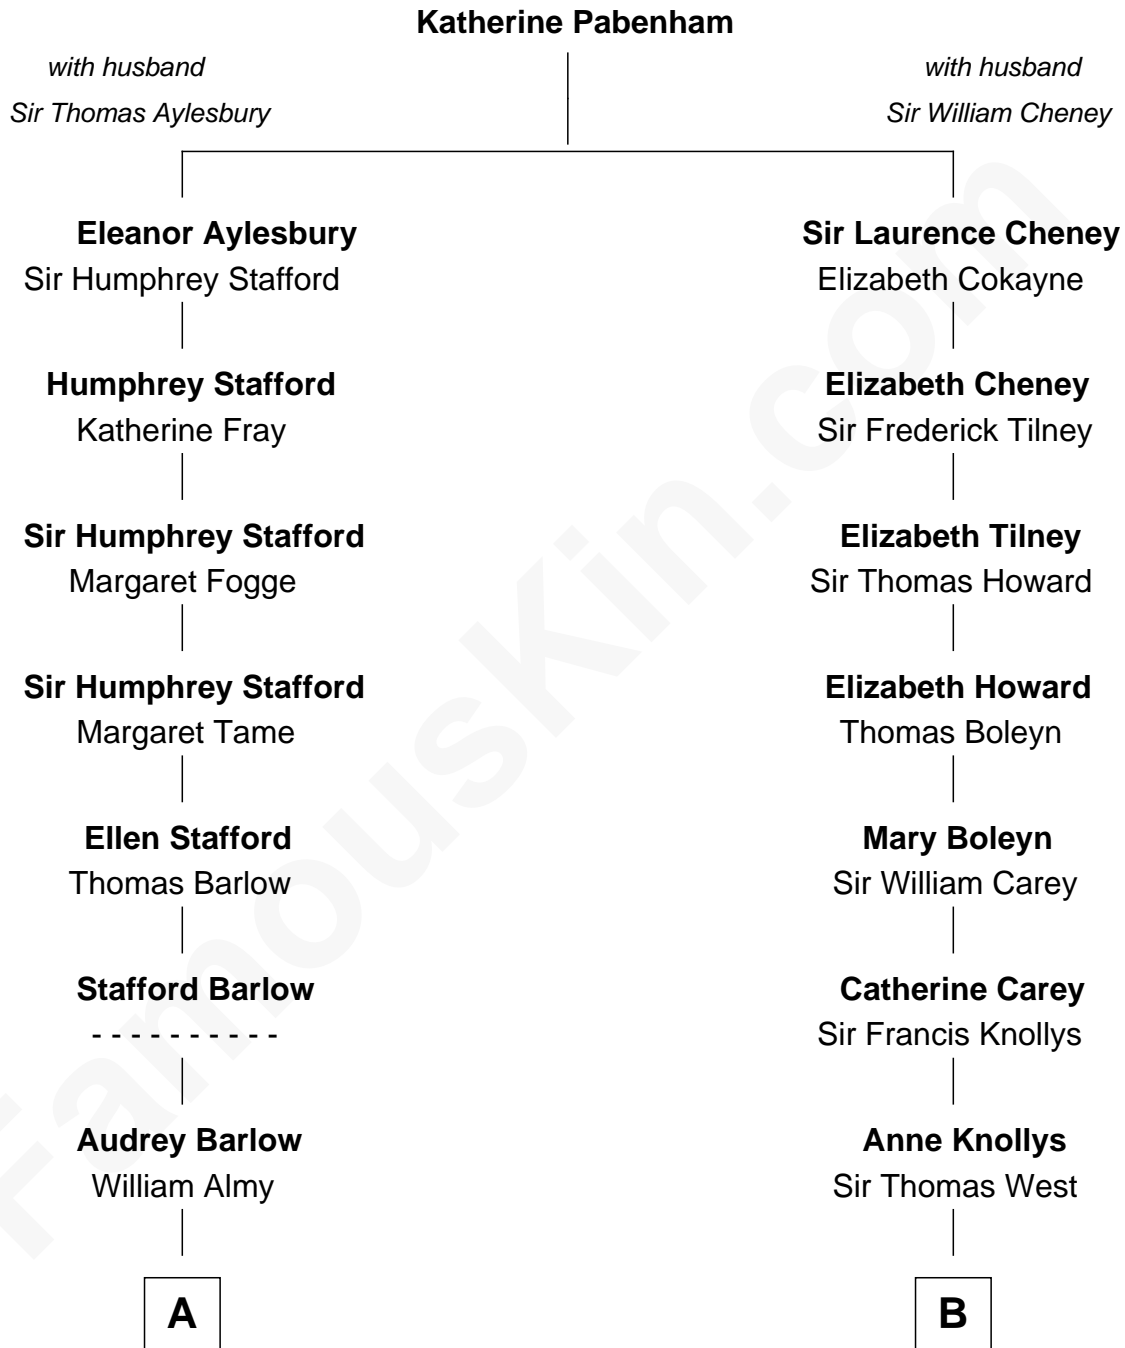 Katherine Pabenham
with husband
Sir Thomas Aylesbury
with husband
Sir William Cheney
Eleanor Aylesbury
Sir Humphrey Stafford
Sir Laurence Cheney
Elizabeth Cokayne
Humphrey Stafford
Katherine Fray
Elizabeth Cheney
Sir Frederick Tilney
Sir Humphrey Stafford
Margaret Fogge
Elizabeth Tilney
Sir Thomas Howard
Sir Humphrey Stafford
Margaret Tame
Elizabeth Howard
Thomas Boleyn
Ellen Stafford
Thomas Barlow
Mary Boleyn
Sir William Carey
Stafford Barlow
- - - - - - - - - -
Catherine Carey
Sir Francis Knollys
Audrey Barlow
William Almy
Anne Knollys
Sir Thomas West
A
B
FamousKin.com